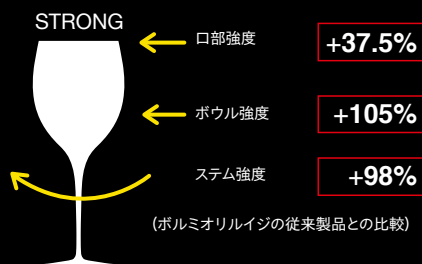 STRONG
口部強度 +37.5%
ボウル強度 +105%
ステム強度 +98%
(ボルミオリルイジの従来製品との比較)